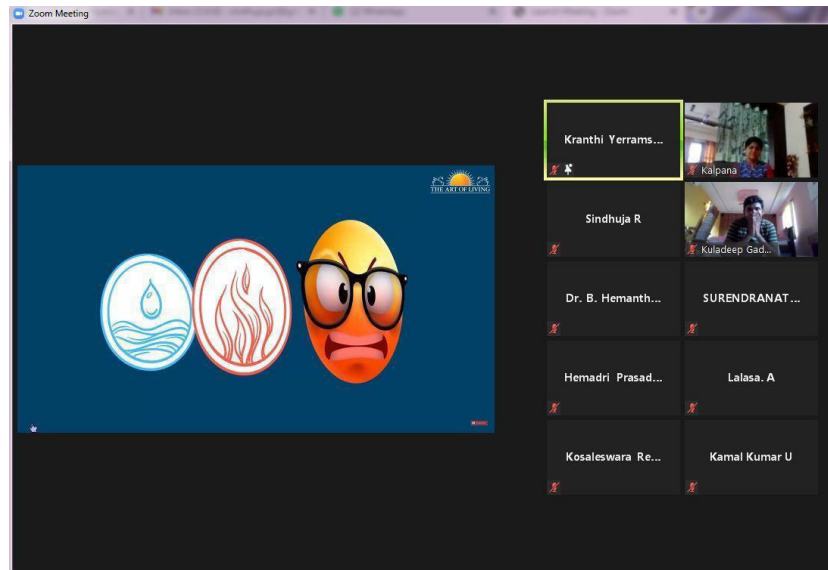 Zoom Meeting
THE ART OF LIVING
Kranthi Yerrams...
Kalpana
Sindhuja R
Kuladeep Gad...
Dr. B. Hemanth...
SURENDRANAT...
Hemadri Prasad...
Lalasa. A
Kosaleswara Re...
Kamal Kumar U